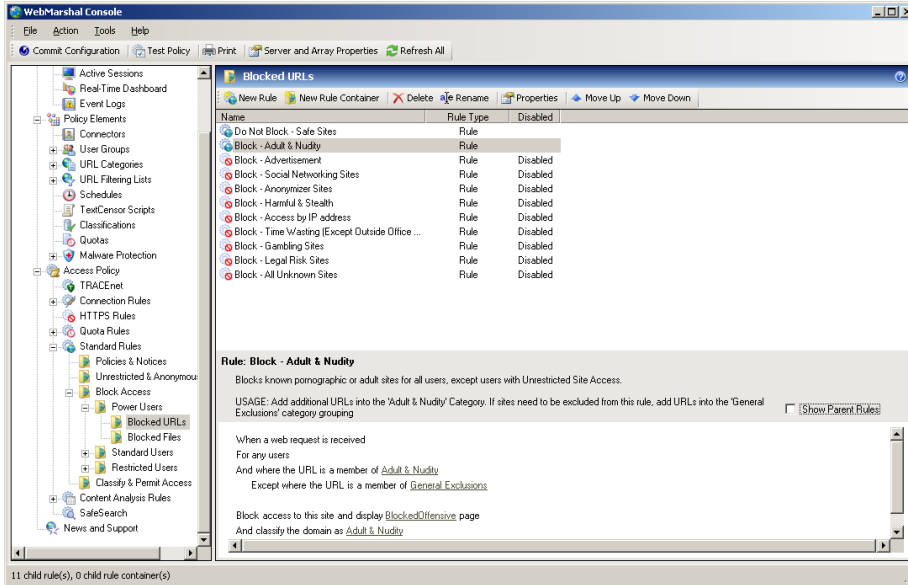 WebMarshal Console
File Action Tools Help
Commit Configuration Test Policy Print Server and Array Properties Refresh All
Active Sessions
Real-Time Dashboard
Event Logs
Policy Elements
Connectors
User Groups
URL Categories
URL Filtering Lists
Schedules
TextCensor Scripts
Classifications
Quotas
Malware Protection
Access Policy
TRACEnet
Connection Rules
HTTPS Rules
Quota Rules
Standard Rules
Policies & Notices
Unrestricted & Anonymou
Block Access
Power Users
Blocked URLs
Blocked Files
Standard Users
Restricted Users
Classify & Permit Access
Content Analysis Rules
SafeSearch
News and Support
Blocked URLs
New Rule New Rule Container Delete Rename Properties Move Up Move Down
Name Rule Type Disabled
Do Not Block - Safe Sites Rule
Block - Adult & Nudity Rule
Block - Advertisement Rule Disabled
Block - Social Networking Sites Rule Disabled
Block - Anonymizer Sites Rule Disabled
Block - Harmful & Stealth Rule Disabled
Block - Access by IP address Rule Disabled
Block - Time Wasting (Except Outside Office ... Rule Disabled
Block - Gambling Sites Rule Disabled
Block - Legal Risk Sites Rule Disabled
Block - All Unknown Sites Rule Disabled
Rule: Block - Adult & Nudity
Blocks known pornographic or adult sites for all users, except users with Unrestricted Site Access.
USAGE: Add additional URLs into the 'Adult & Nudity' Category. If sites need to be excluded from this rule, add URLs into the 'General
Exclusions' category grouping
Show Parent Rules
When a web request is received
For any users
And where the URL is a member of Adult & Nudity
Except where the URL is a member of General Exclusions
Block access to this site and display BlockedOffensive page
And classify the domain as Adult & Nudity
11 child rule(s), 0 child rule container(s)